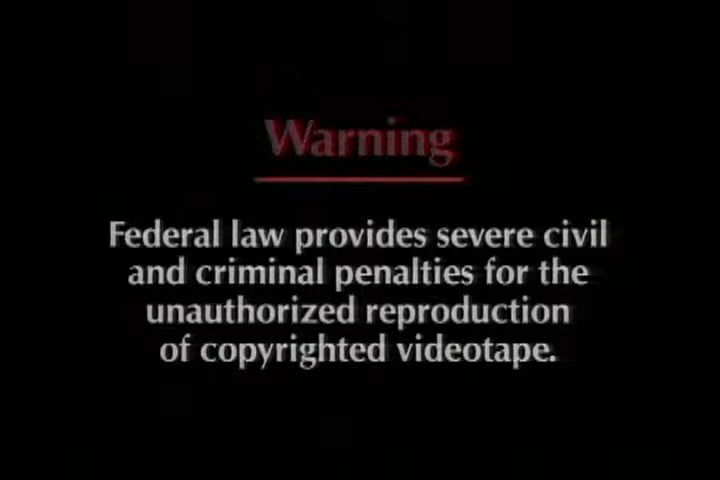 Warning
Federal law provides severe civil
and criminal penalties for the
unauthorized reproduction
of copyrighted videotape.